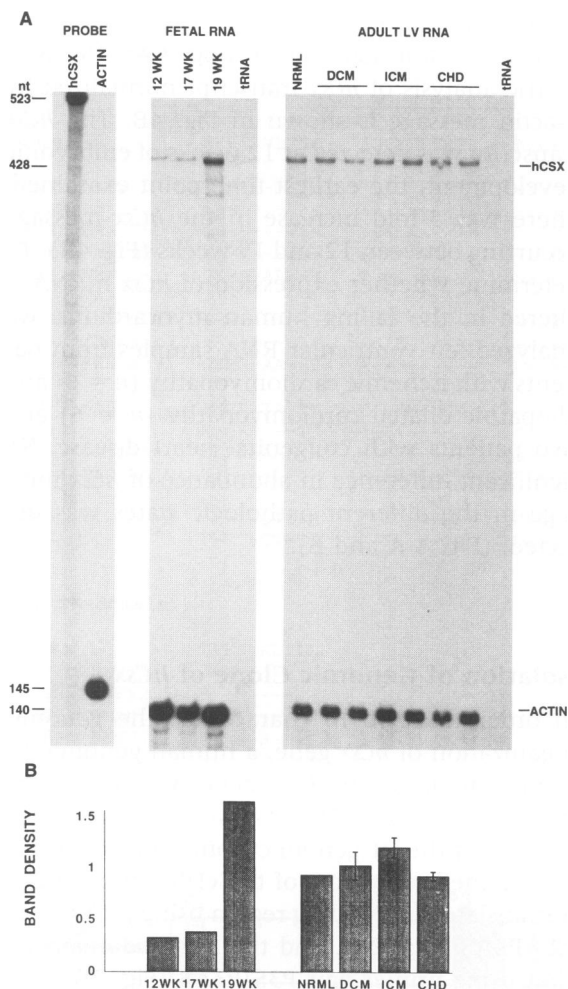 A
PROBE FETAL RNA ADULT LV RNA
hCSX ACTIN 12 WK 17 WK 19 WK tRNA NRML DCM ICM CHD tRNA
nt
523
428 hCSX
145
140 ACTIN
B
BAND DENSITY
1.5
1
0.5
0
12WK 17WK 19WK NRML DCM ICM CHD